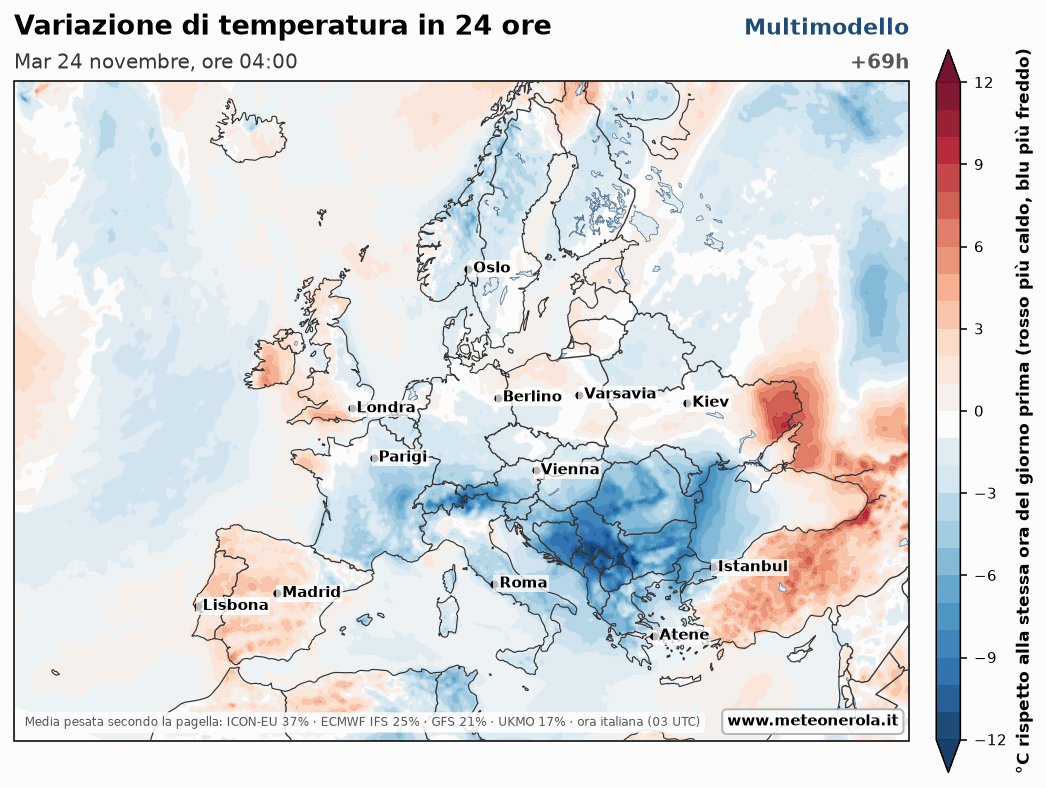 Variazione di temperatura in 24 ore
Multimodello
Mar 24 novembre, ore 04:00
+69h
12
9
6
3
0
−3
−6
−9
−12
°C rispetto alla stessa ora del giorno prima (rosso più caldo, blu più freddo)
Oslo
Berlino
Varsavia
Kiev
Londra
Parigi
Vienna
Istanbul
Roma
Madrid
Lisbona
Atene
Media pesata secondo la pagella: ICON-EU 37% · ECMWF IFS 25% · GFS 21% · UKMO 17% · ora italiana (03 UTC)
www.meteonerola.it